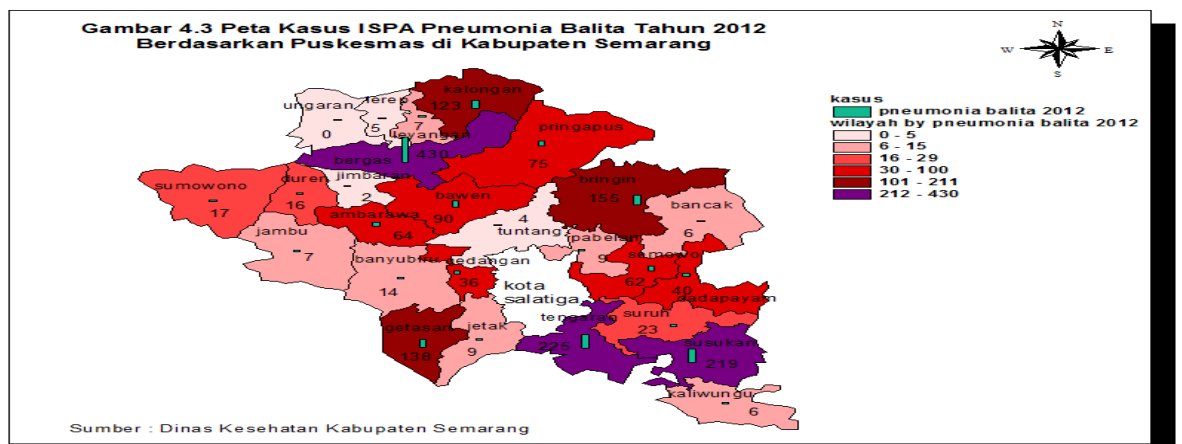 Gambar 4.3 Peta Kasus ISPA Pneumonia Balita Tahun 2012
Berdasarkan Puskesmas di Kabupaten Semarang
N
W
E
S
kasus
pneumonia balita 2012
wilayah by pneumonia balita 2012
0 - 5
6 - 15
16 - 29
30 - 100
101 - 211
212 - 430
ungaran
0
lerep
5
kalongan
123
7
leyangan
pringapus
75
bergas
430
sumowono
17
duren
16
jimbaran
2
bawen
90
ambarawa
64
bringin
155
bancak
6
4
tuntang
pabelan
9
jambu
7
banyubiru
14
gedangan
36
semowo
62
40
dadapayam
kota
salatiga
getasan
138
jetak
9
tengaran
225
suruh
23
susukan
219
kaliwungu
6
Sumber : Dinas Kesehatan Kabupaten Semarang